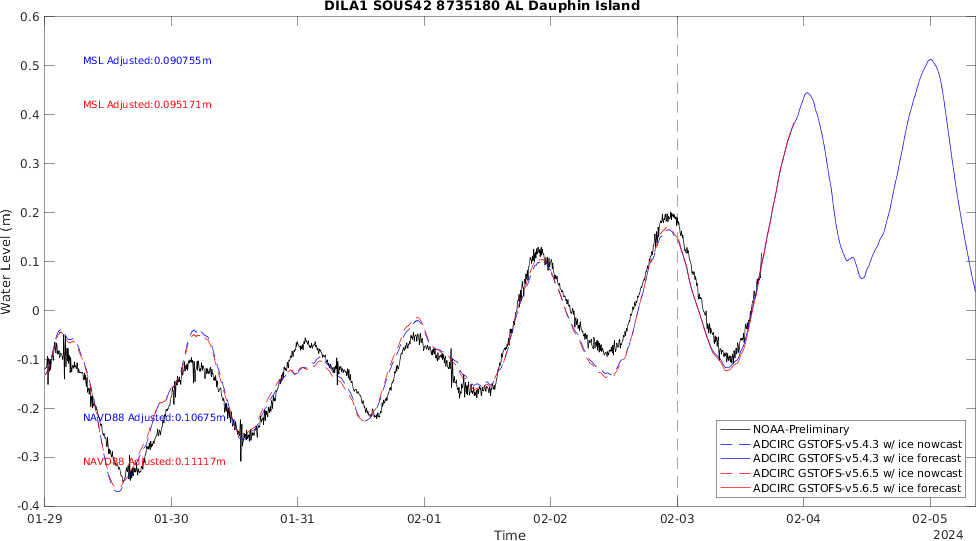 DILA1 SOUS42 8735180 AL Dauphin Island
0.6
0.5
0.4
0.3
0.2
0.1
0
-0.1
-0.2
-0.3
-0.4
Water Level (m)
MSL Adjusted:0.090755m
MSL Adjusted:0.095171m
NAVD88 Adjusted:0.10675m
NAVD88 Adjusted:0.11117m
NOAA-Preliminary
ADCIRC GSTOFS-v5.4.3 w/ ice nowcast
ADCIRC GSTOFS-v5.4.3 w/ ice forecast
ADCIRC GSTOFS-v5.6.5 w/ ice nowcast
ADCIRC GSTOFS-v5.6.5 w/ ice forecast
01-29 01-30 01-31 02-01 02-02 02-03 02-04 02-05
Time
2024